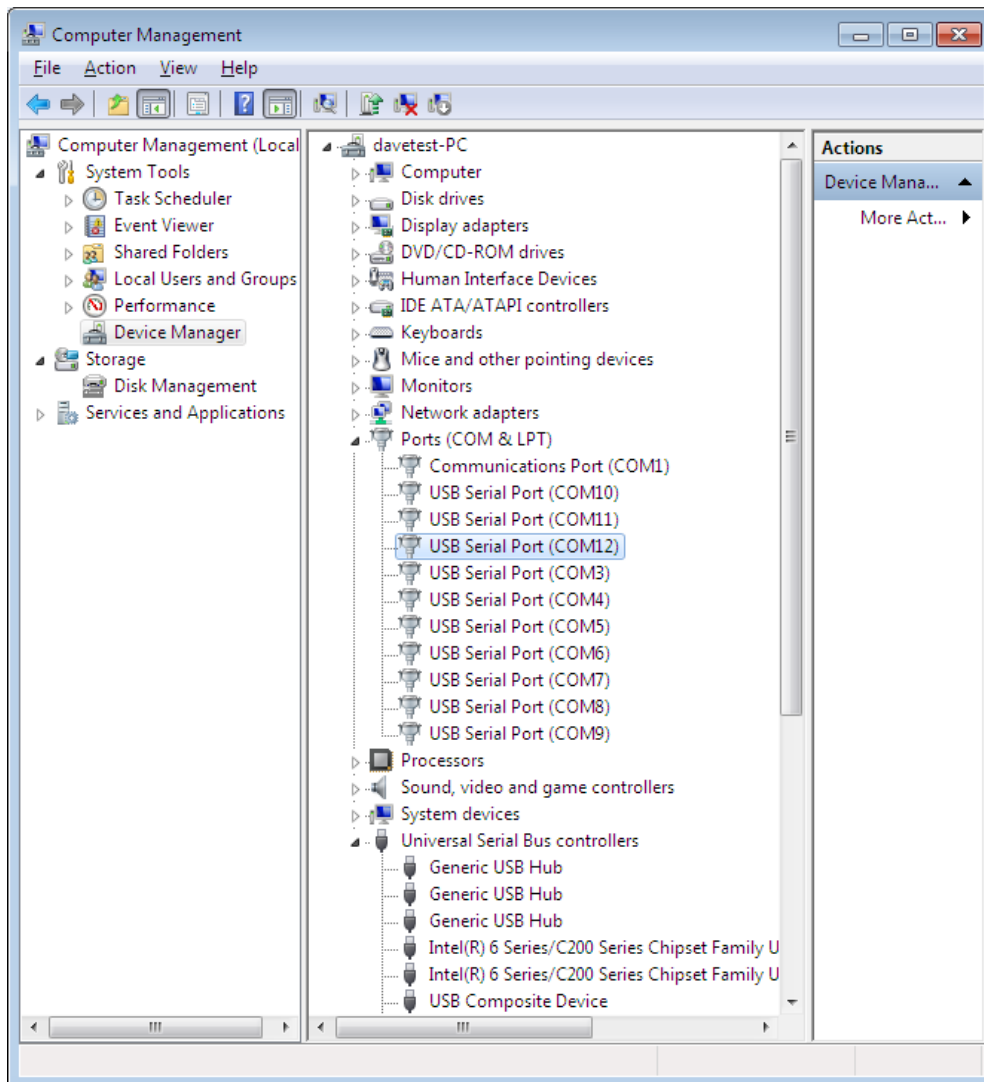 Computer Management
File Action View Help
Computer Management (Local
System Tools
Task Scheduler
Event Viewer
Shared Folders
Local Users and Groups
Performance
Device Manager
Storage
Disk Management
Services and Applications
davetest-PC
Computer
Disk drives
Display adapters
DVD/CD-ROM drives
Human Interface Devices
IDE ATA/ATAPI controllers
Keyboards
Mice and other pointing devices
Monitors
Network adapters
Ports (COM & LPT)
Communications Port (COM1)
USB Serial Port (COM10)
USB Serial Port (COM11)
USB Serial Port (COM12)
USB Serial Port (COM3)
USB Serial Port (COM4)
USB Serial Port (COM5)
USB Serial Port (COM6)
USB Serial Port (COM7)
USB Serial Port (COM8)
USB Serial Port (COM9)
Processors
Sound, video and game controllers
System devices
Universal Serial Bus controllers
Generic USB Hub
Generic USB Hub
Generic USB Hub
Intel(R) 6 Series/C200 Series Chipset Family U
Intel(R) 6 Series/C200 Series Chipset Family U
USB Composite Device
Actions
Device Mana...
More Act...